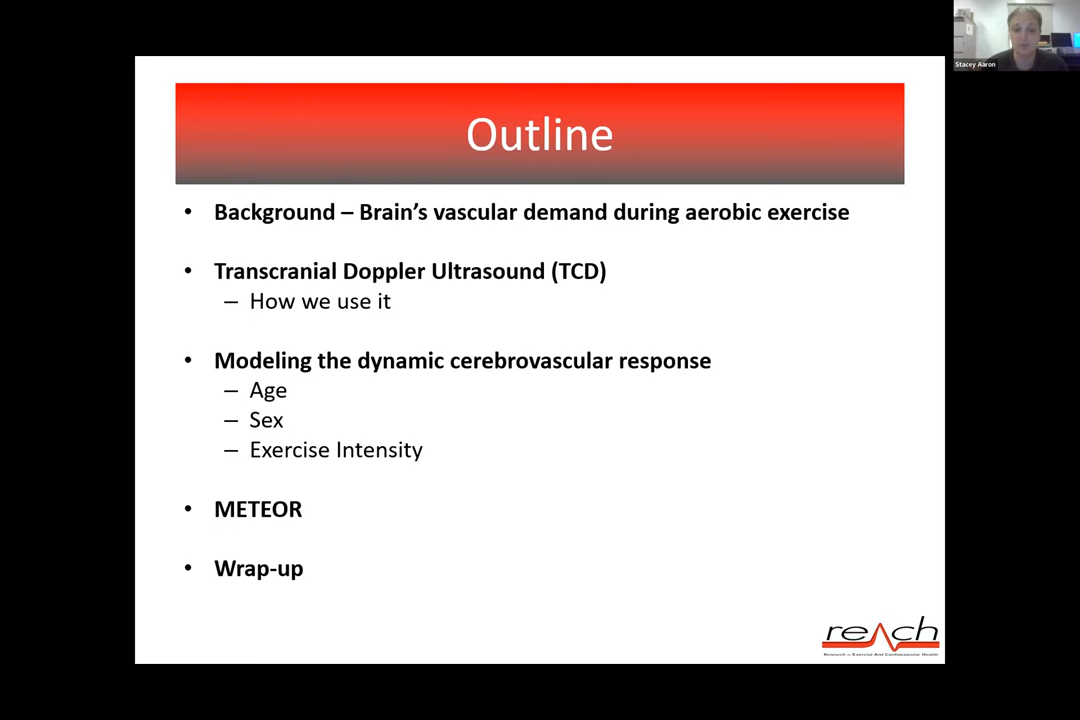 Stacey Aaron
Outline
• Background – Brain’s vascular demand during aerobic exercise
• Transcranial Doppler Ultrasound (TCD)
– How we use it
• Modeling the dynamic cerebrovascular response
– Age
– Sex
– Exercise Intensity
• METEOR
• Wrap-up
reach
Research in Exercise And Cardiovascular Health